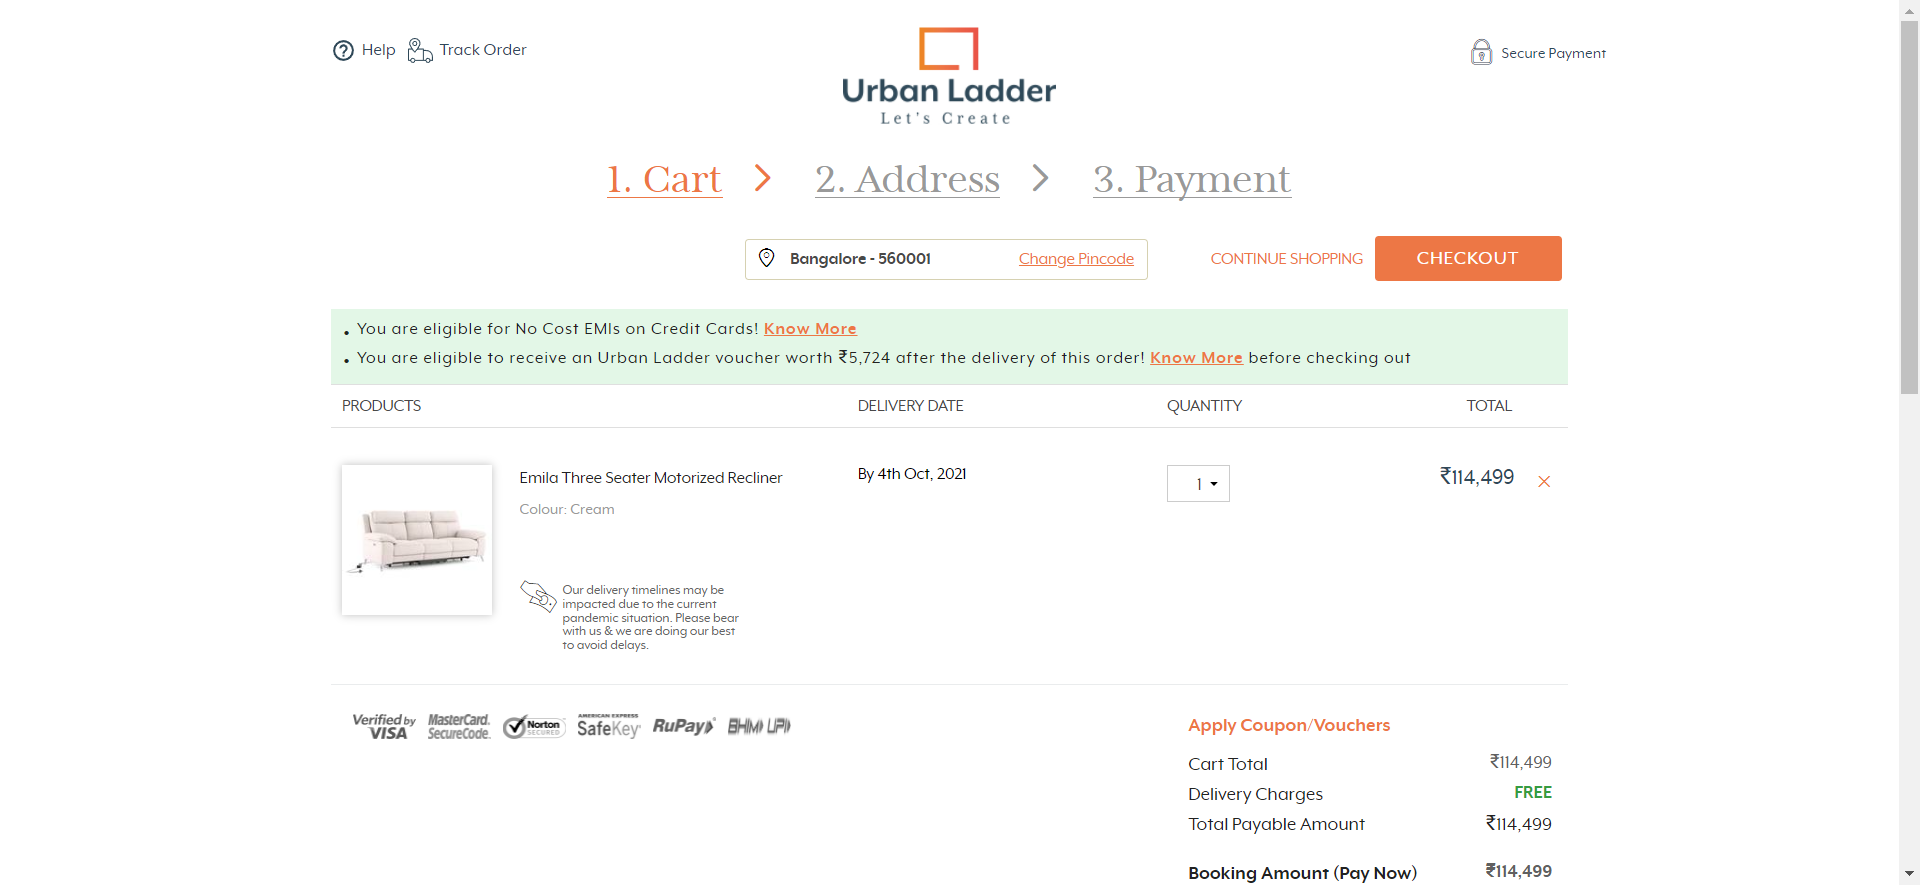 Help Track Order
Urban Ladder
Let's Create
Secure Payment
1. Cart 2. Address 3. Payment
Bangalore - 560001 Change Pincode CONTINUE SHOPPING CHECKOUT
• You are eligible for No Cost EMIs on Credit Cards! Know More
• You are eligible to receive an Urban Ladder voucher worth ₹5,724 after the delivery of this order! Know More before checking out
PRODUCTS DELIVERY DATE QUANTITY TOTAL
Emila Three Seater Motorized Recliner By 4th Oct, 2021 1 ₹114,499
Colour: Cream
Our delivery timelines may be
impacted due to the current
pandemic situation. Please bear
with us & we are doing our best
to avoid delays.
Verified by
VISA
MasterCard.
SecureCode.
Norton
SECURED
AMERICAN EXPRESS
SafeKey
RuPay
BHIM UPI
Apply Coupon/Vouchers
Cart Total ₹114,499
Delivery Charges FREE
Total Payable Amount ₹114,499
Booking Amount (Pay Now) ₹114,499